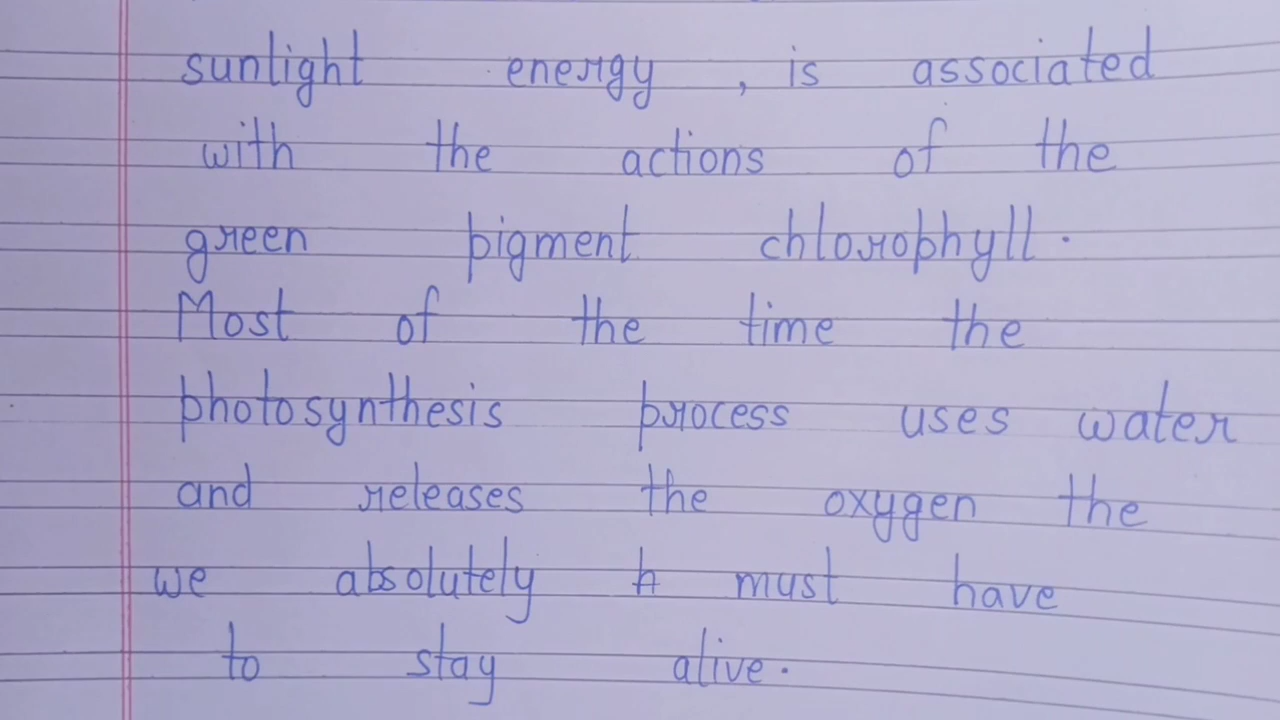 sunlight energy , is associated
with the actions of the
green pigment chlorophyll.
Most of the time the
photosynthesis process uses water
and releases the oxygen the
we absolutely must have
to stay alive.